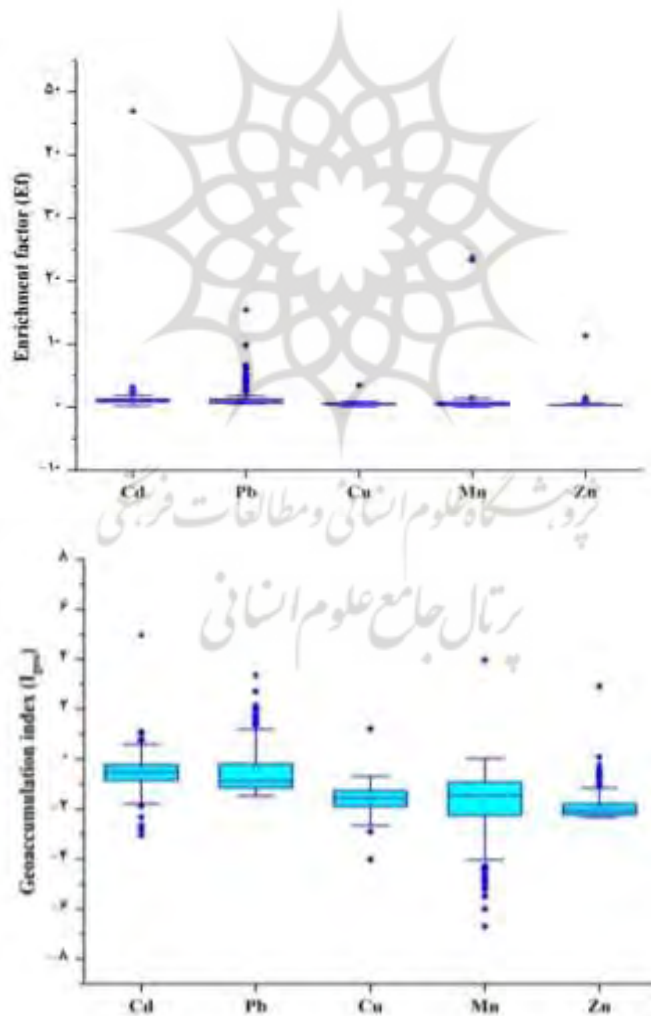 Enrichment factor (Ef)
۵۰
۴۰
۳۰
۲۰
۱۰
۰
-۱۰
Cd Pb Cu Mn Zn
پژوهشگاه علوم انسانی و مطالعات فرهنگی
پرتال جامع علوم انسانی
Geoaccumulation index (Igeo)
۸
۶
۴
۲
۰
-۲
-۴
-۶
-۸
Cd Pb Cu Mn Zn